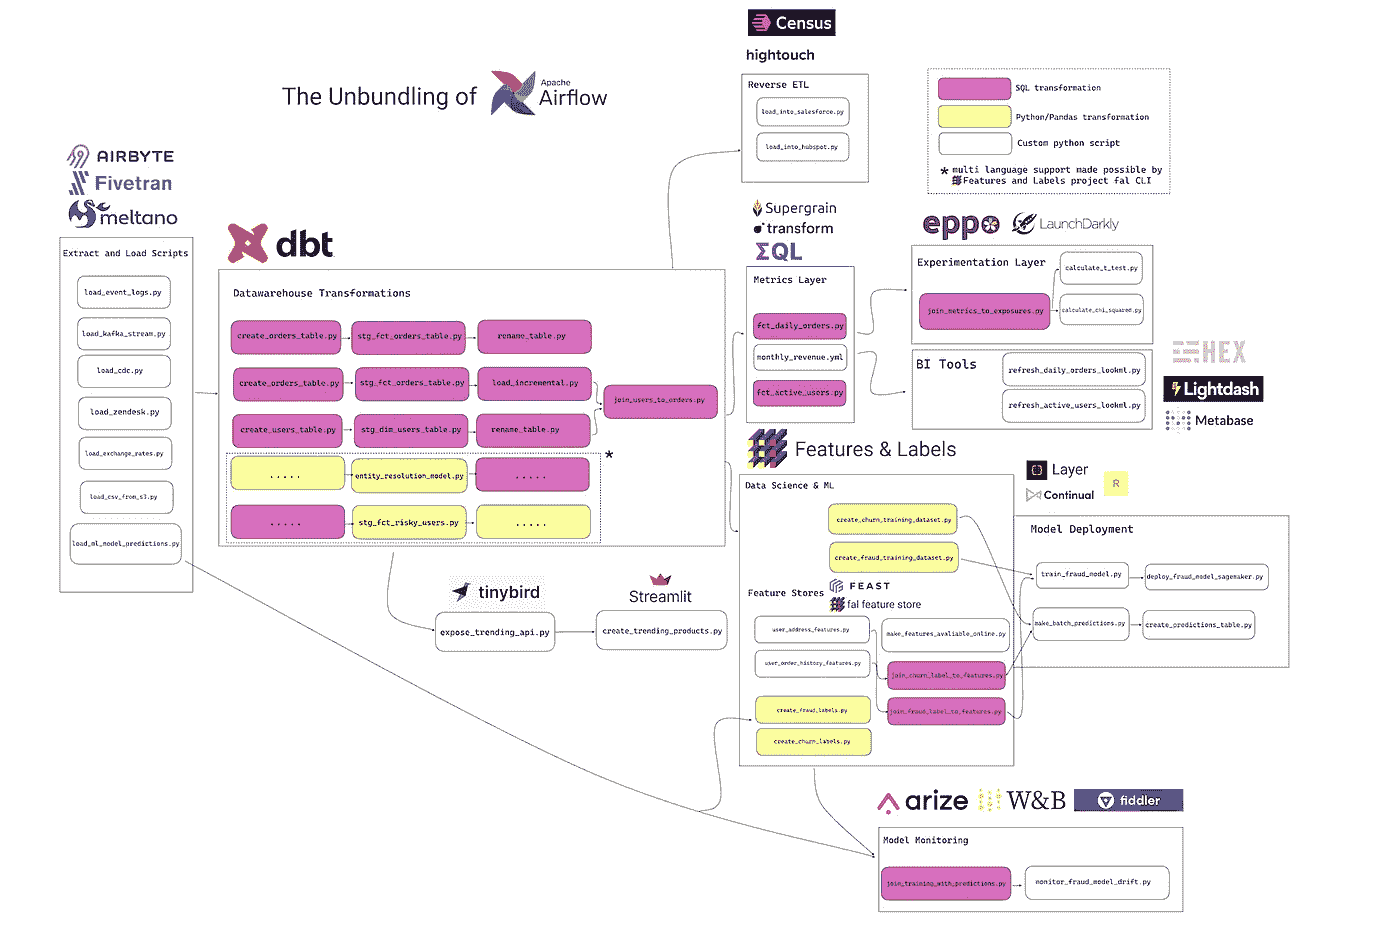 The Unbundling of Apache Airflow
Census
hightouch
Reverse ETL
load_into_salesforce.py
load_into_hubspot.py
SQL transformation
Python/Pandas transformation
Custom python script
* multi language support made possible by
Features and Labels project fal CLI
AIRBYTE
Fivetran
meltano
Extract and Load Scripts
load_event_logs.py
load_kafka_stream.py
load_cdc.py
load_zendesk.py
load_exchange_rates.py
load_csv_from_s3.py
load_ml_model_predictions.py
dbt
Datawarehouse Transformations
create_orders_table.py
stg_fct_orders_table.py
rename_table.py
create_orders_table.py
stg_fct_orders_table.py
load_incremental.py
join_users_to_orders.py
create_users_table.py
stg_dim_users_table.py
rename_table.py
*
.....
entity_resolution_model.py
.....
.....
stg_fct_risky_users.py
.....
tinybird
expose_trending_api.py
Streamlit
create_trending_products.py
Supergrain
transform
ΣQL
Metrics Layer
fct_daily_orders.py
monthly_revenue.yml
fct_active_users.py
eppo
LaunchDarkly
Experimentation Layer
join_metrics_to_exposures.py
calculate_t_test.py
calculate_chi_squared.py
BI Tools
refresh_daily_orders_lookml.py
refresh_active_users_lookml.py
HEX
Lightdash
Metabase
Features & Labels
Data Science & ML
create_churn_training_dataset.py
create_fraud_training_dataset.py
Feature Stores
FEAST
fal feature store
user_address_features.py
make_features_avaliable_online.py
user_order_history_features.py
join_churn_label_to_features.py
create_fraud_labels.py
join_fraud_label_to_features.py
create_churn_labels.py
Layer
Continual
R
Model Deployment
train_fraud_model.py
deploy_fraud_model_sagemaker.py
make_batch_predictions.py
create_predictions_table.py
arize
W&B
fiddler
Model Monitoring
join_training_with_predictions.py
monitor_fraud_model_drift.py